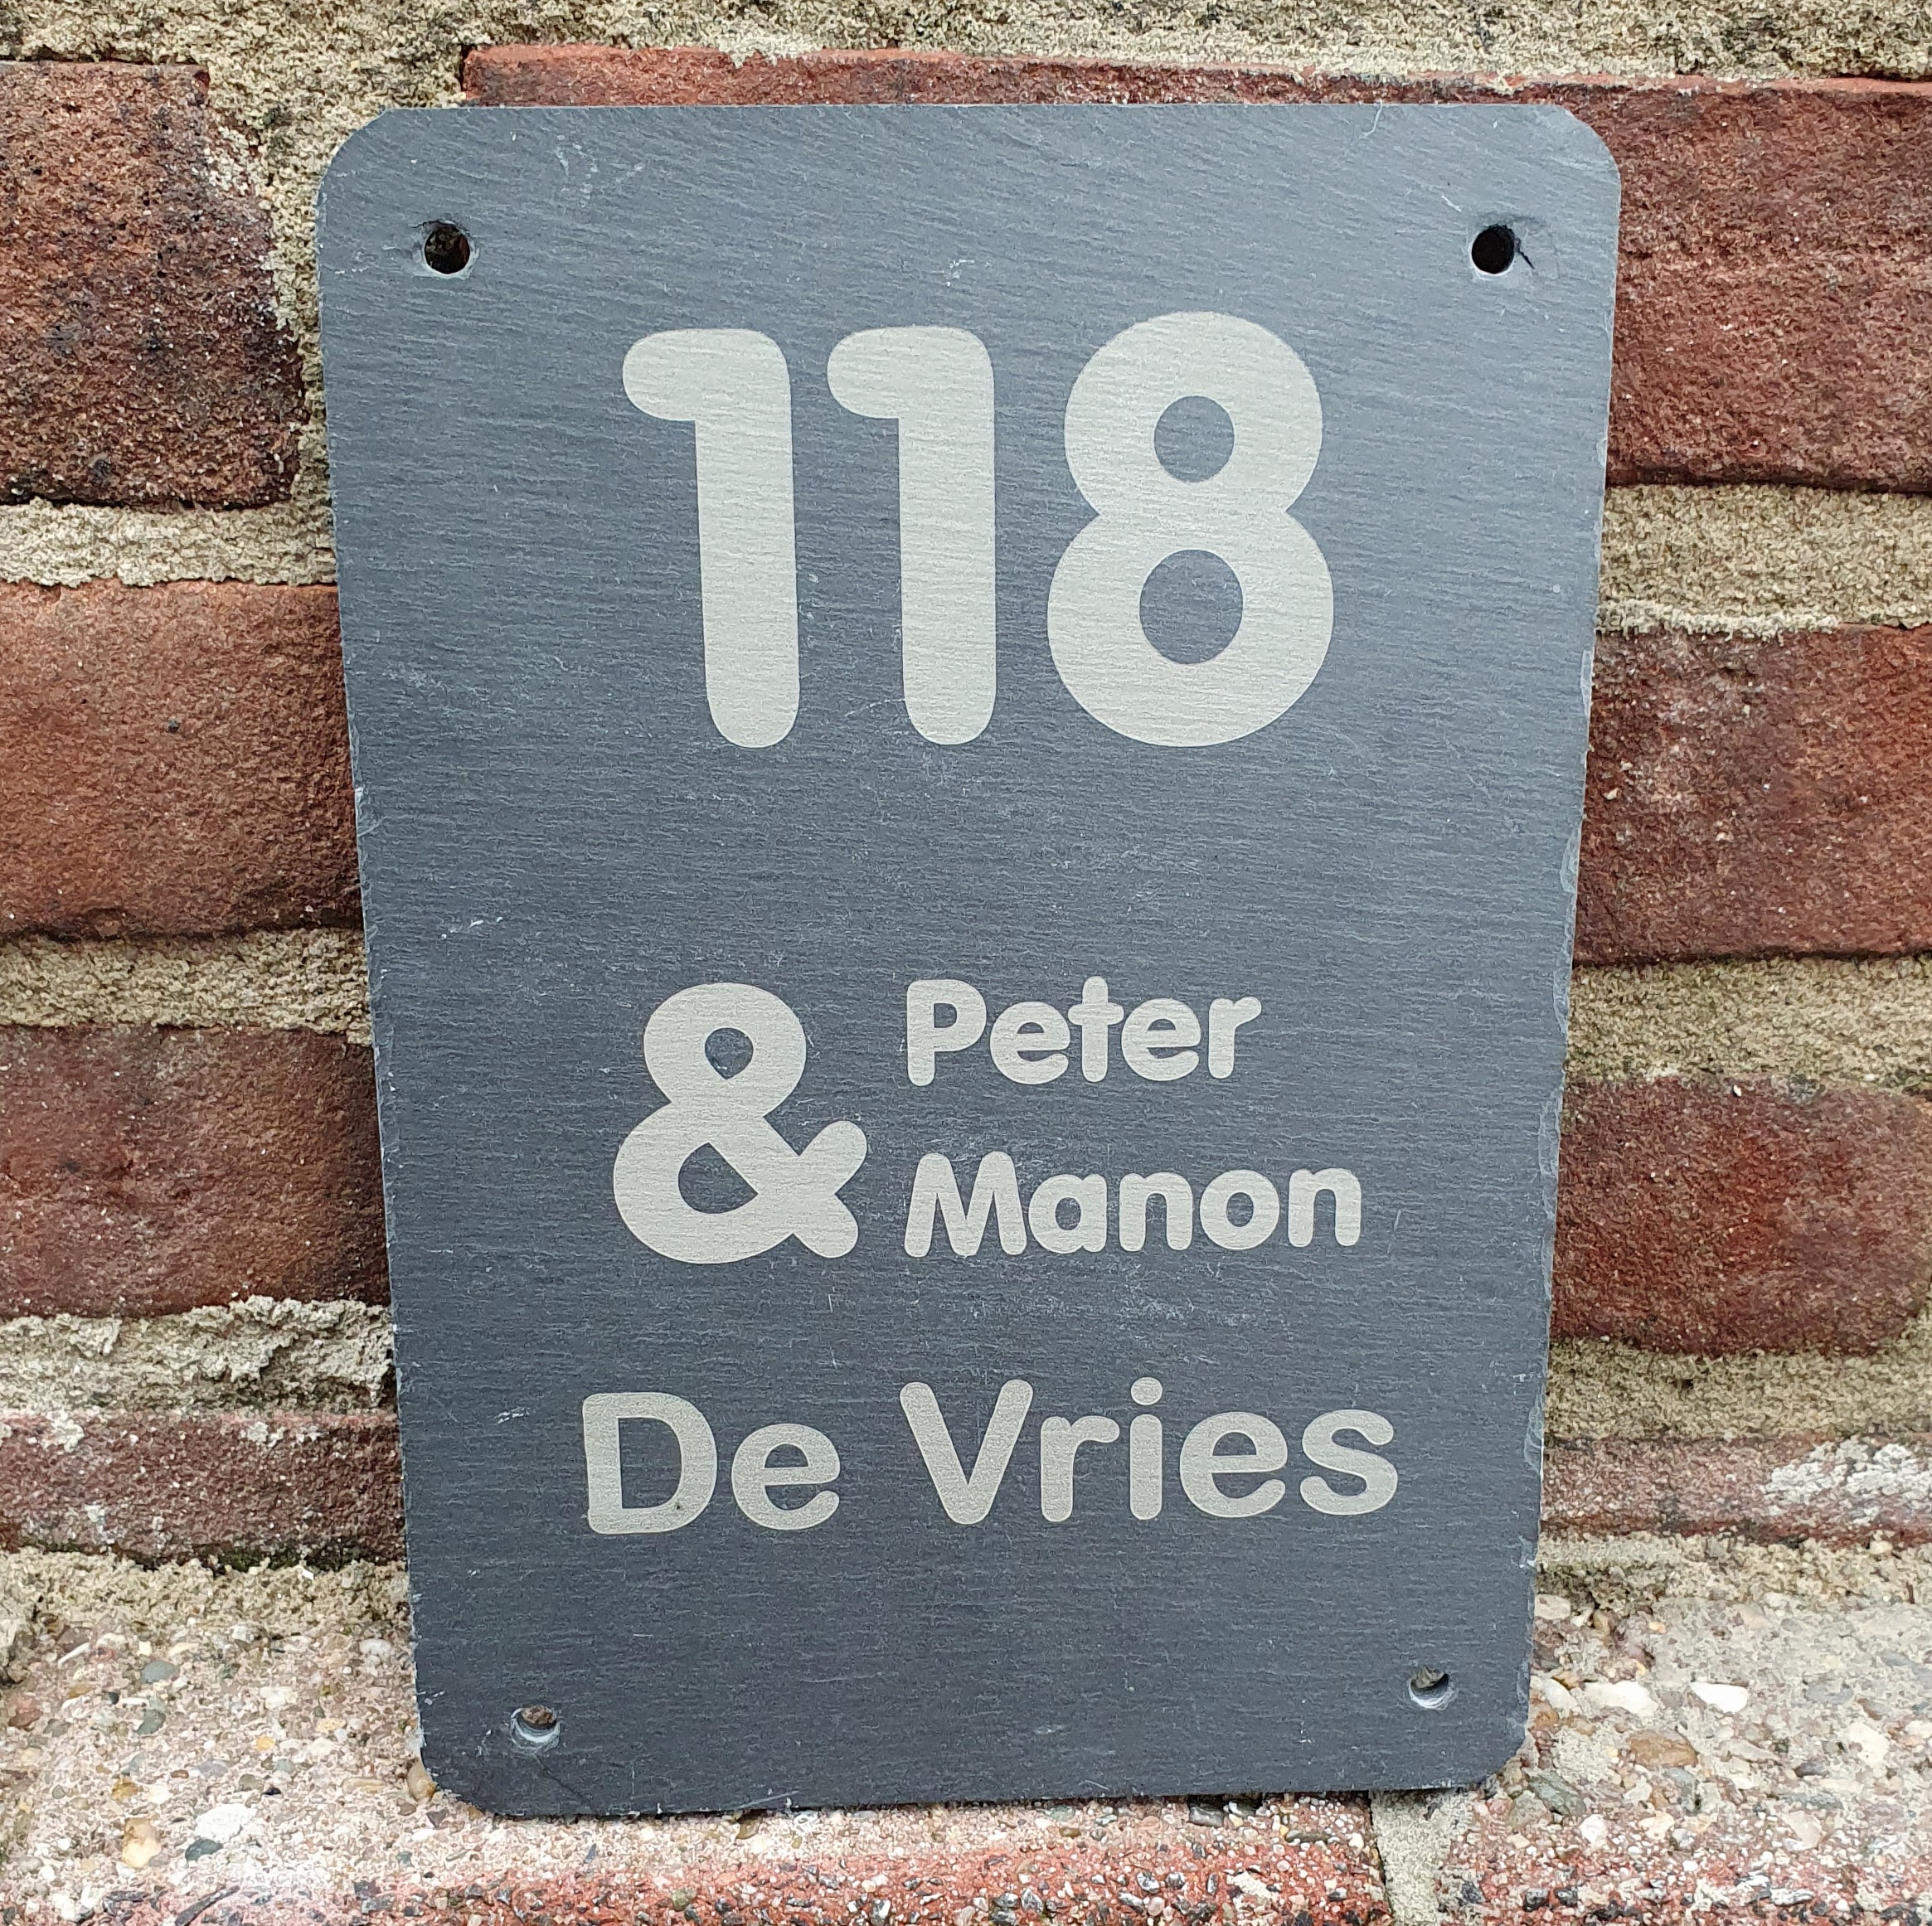 118
& Peter
Manon
De Vries